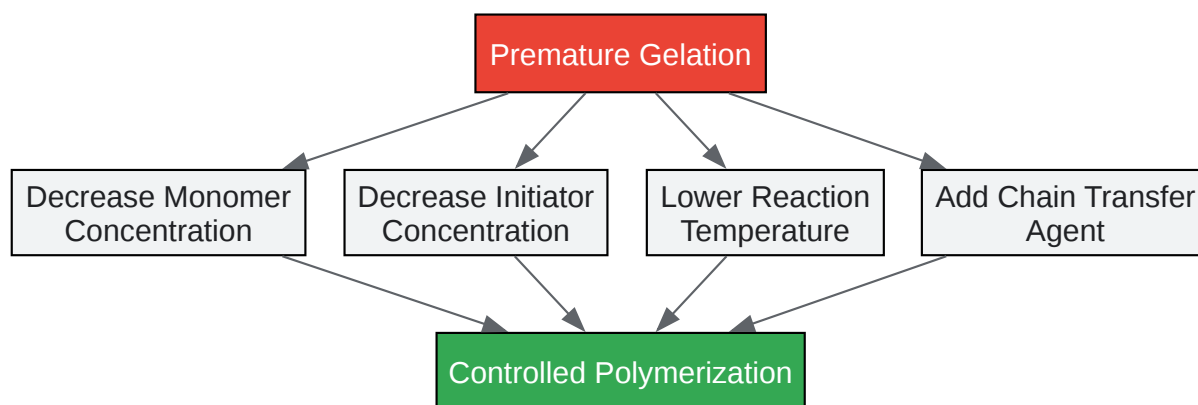 Premature Gelation
Decrease Monomer
Concentration
Decrease Initiator
Concentration
Lower Reaction
Temperature
Add Chain Transfer
Agent
Controlled Polymerization